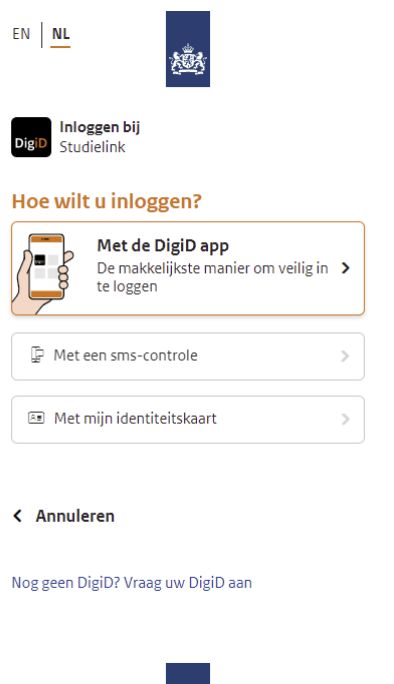 EN NL
DigiD
Inloggen bij
Studielink
Hoe wilt u inloggen?
Met de DigiD app
De makkelijkste manier om veilig in
te loggen
Met een sms-controle
Met mijn identiteitskaart
Annuleren
Nog geen DigiD? Vraag uw DigiD aan